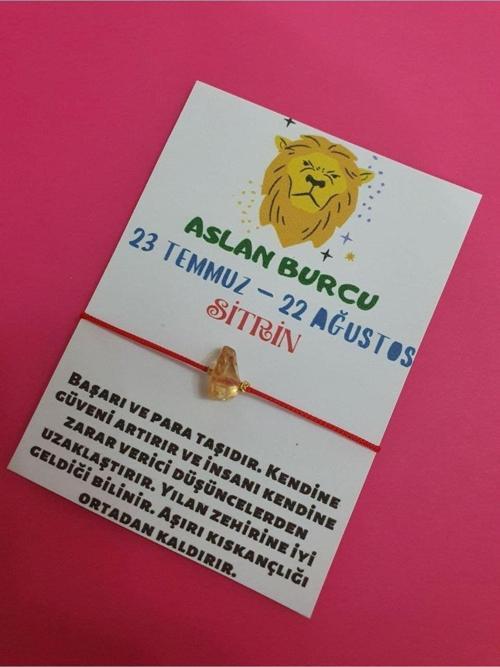 ASLAN BURCU
23 TEMMUZ – 22 AĞUSTOS
SİTRİN
BAŞARI VE PARA TAŞIDIR. KENDİNE
GÜVENİ ARTIRIR VE İNSANI KENDİNE
ZARAR VERİCİ DÜŞÜNCELERDEN
UZAKLAŞTIRIR. YILAN ZEHİRİNE İYİ
GELDİĞİ BİLİNİR. AŞIRI KISKANÇLIĞI
ORTADAN KALDIRIR.